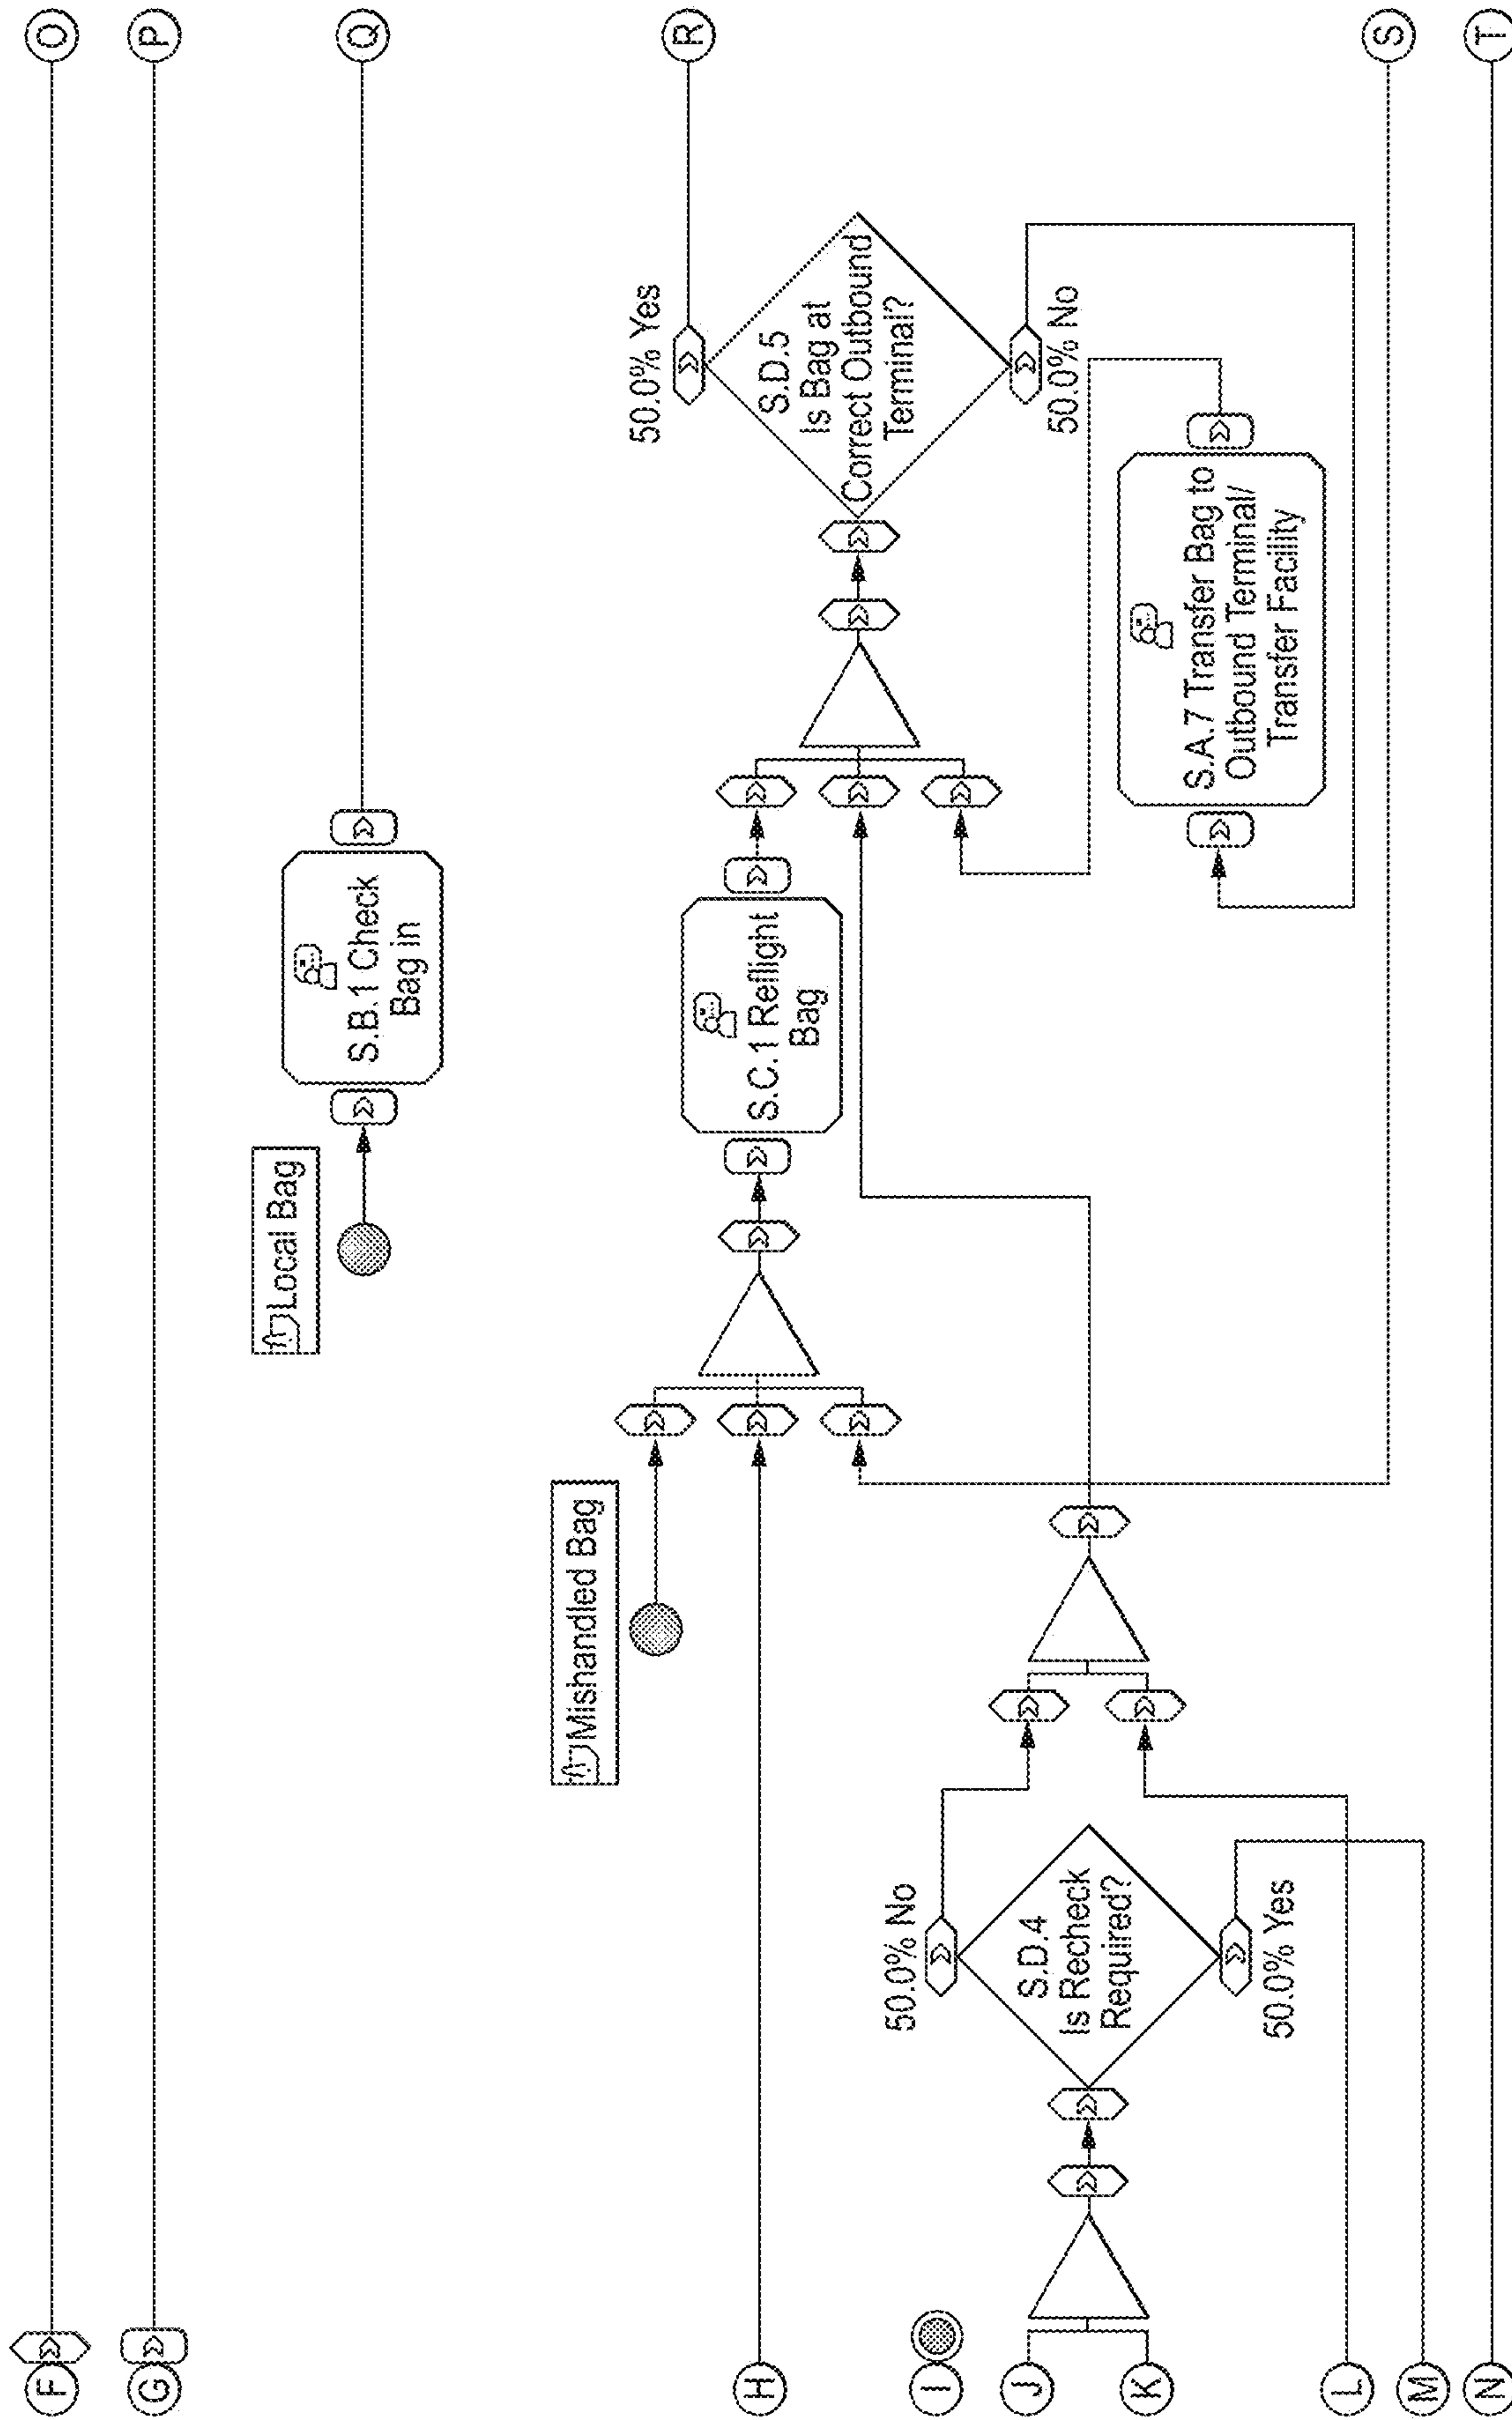 F
O
G
P
Local Bag
S.B.1 Check
Bag in
Q
Mishandled Bag
H
S.C.1 Reflight
Bag
50.0% Yes
R
S.D.5
Is Bag at
Correct Outbound
Terminal?
50.0% No
I
J
K
50.0% No
S.D.4
Is Recheck
Required?
50.0% Yes
S.A.7 Transfer Bag to
Outbound Terminal/
Transfer Facility
L
S
M
N
T